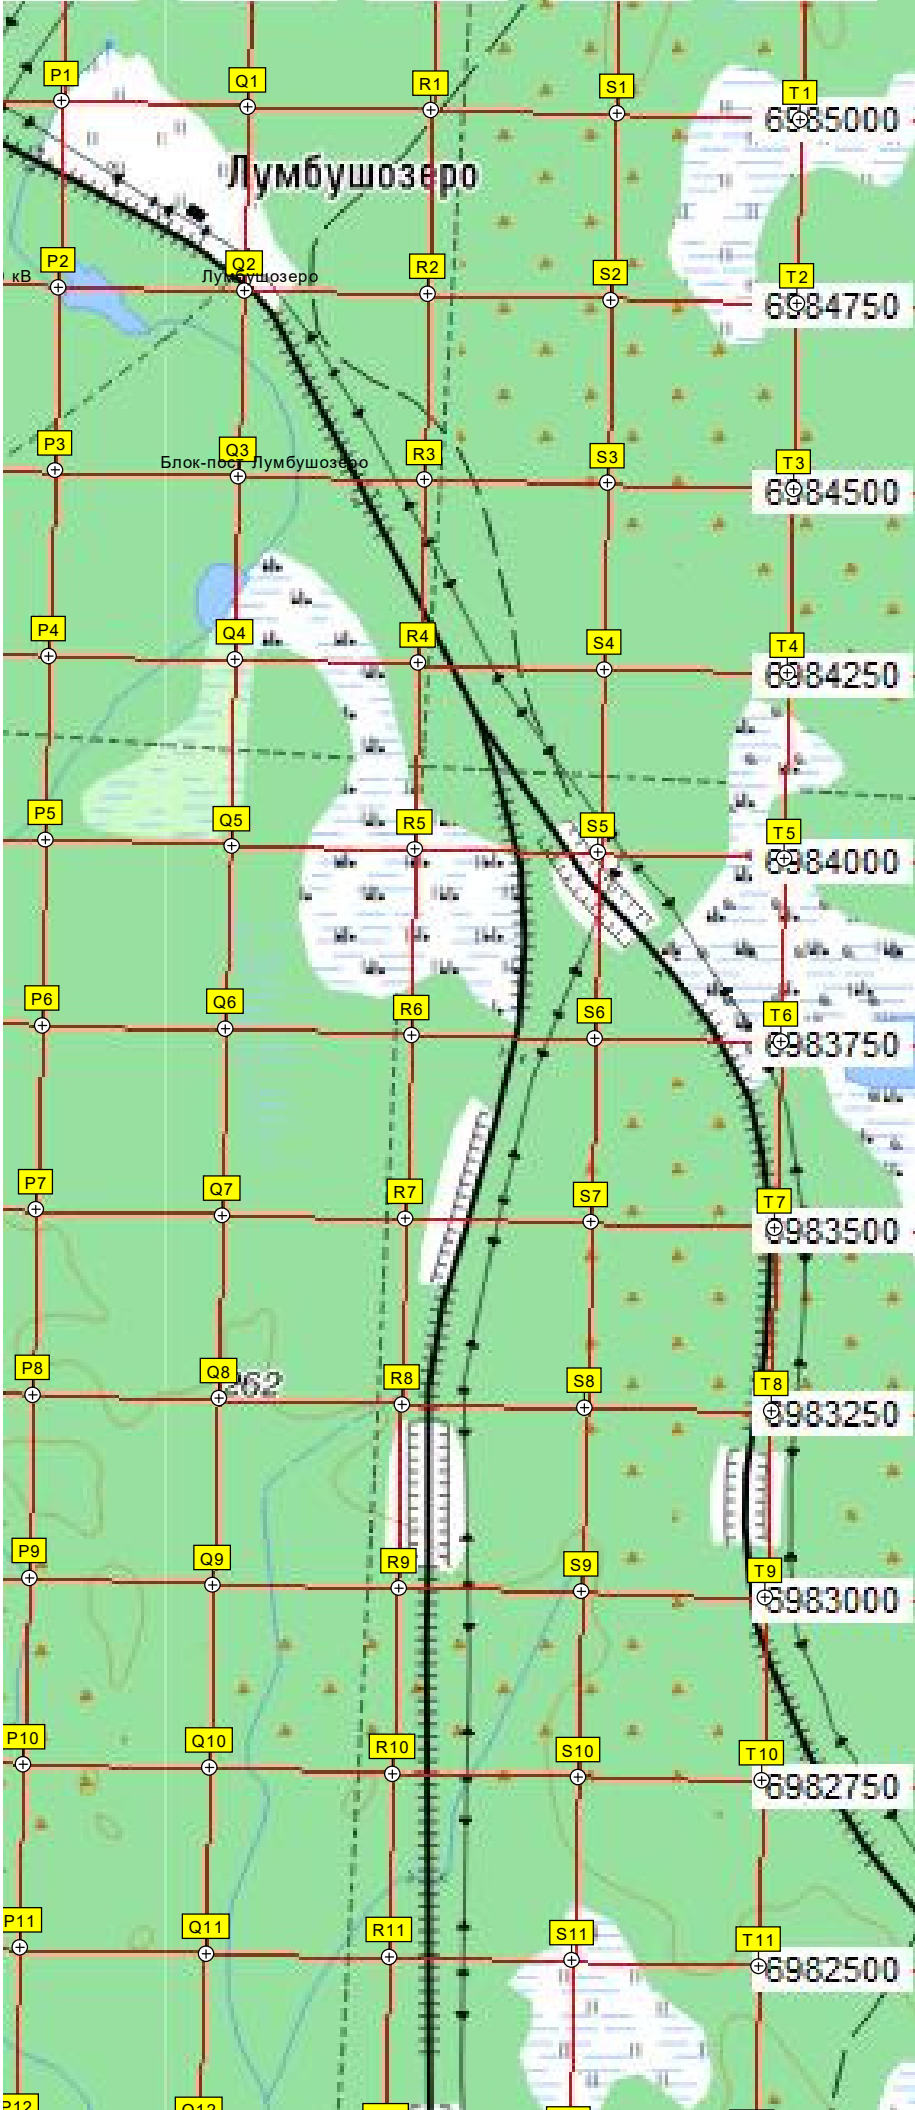 P1 Q1 R1 S1 T1
6985000
Лумбушозеро
P2 Q2 R2 S2 T2
кВ Лумбушозеро
6984750
P3 Q3 R3 S3 T3
Блок-пост Лумбушозеро
6984500
P4 Q4 R4 S4 T4
6984250
P5 Q5 R5 S5 T5
6984000
P6 Q6 R6 S6 T6
6983750
P7 Q7 R7 S7 T7
6983500
P8 Q8 R8 S8 T8
262
6983250
P9 Q9 R9 S9 T9
6983000
P10 Q10 R10 S10 T10
6982750
P11 Q11 R11 S11 T11
6982500
P12 Q12